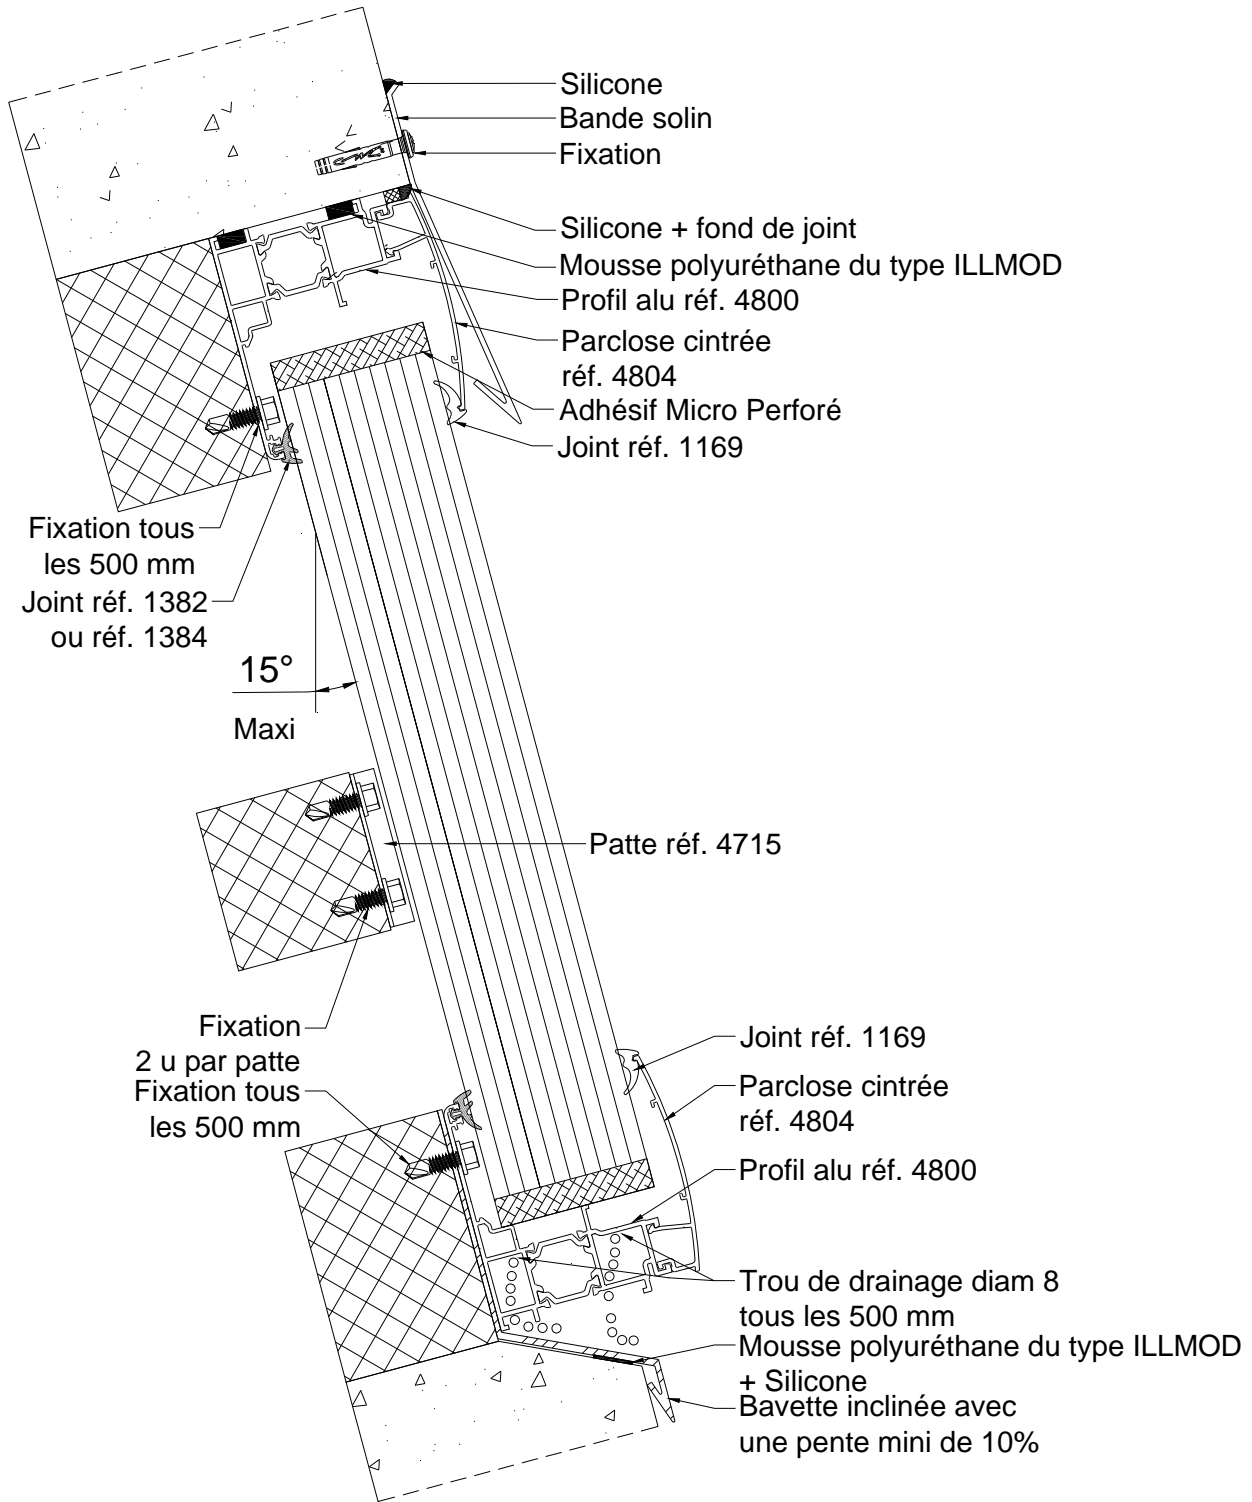 Silicone
Bande solin
Fixation
Silicone + fond de joint
Mousse polyuréthane du type ILLMOD
Profil alu réf. 4800
Parclose cintrée
réf. 4804
Adhésif Micro Perforé
Joint réf. 1169
Fixation tous
les 500 mm
Joint réf. 1382
ou réf. 1384
15°
Maxi
Patte réf. 4715
Fixation
2 u par patte
Fixation tous
les 500 mm
Joint réf. 1169
Parclose cintrée
réf. 4804
Profil alu réf. 4800
Trou de drainage diam 8
tous les 500 mm
Mousse polyuréthane du type ILLMOD
+ Silicone
Bavette inclinée avec
une pente mini de 10%